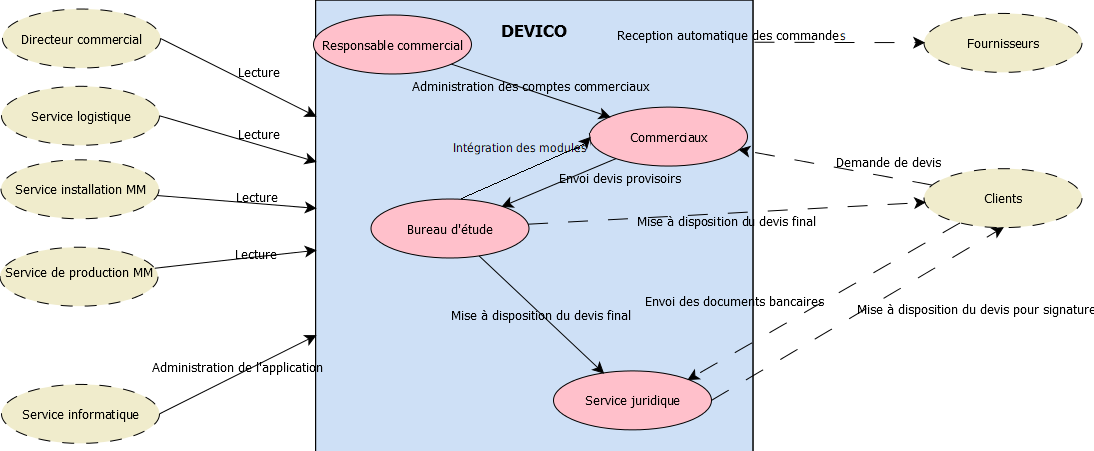 DEVICO
Directeur commercial
Responsable commercial
Reception automatique des commandes
Fournisseurs
Lecture
Administration des comptes commerciaux
Service logistique
Lecture
Commerciaux
Intégration des modules
Demande de devis
Envoi devis provisoirs
Service installation MM
Lecture
Clients
Bureau d'étude
Mise à disposition du devis final
Lecture
Service de production MM
Envoi des documents bancaires
Mise à disposition du devis pour signature
Mise à disposition du devis final
Administration de l'application
Service juridique
Service informatique